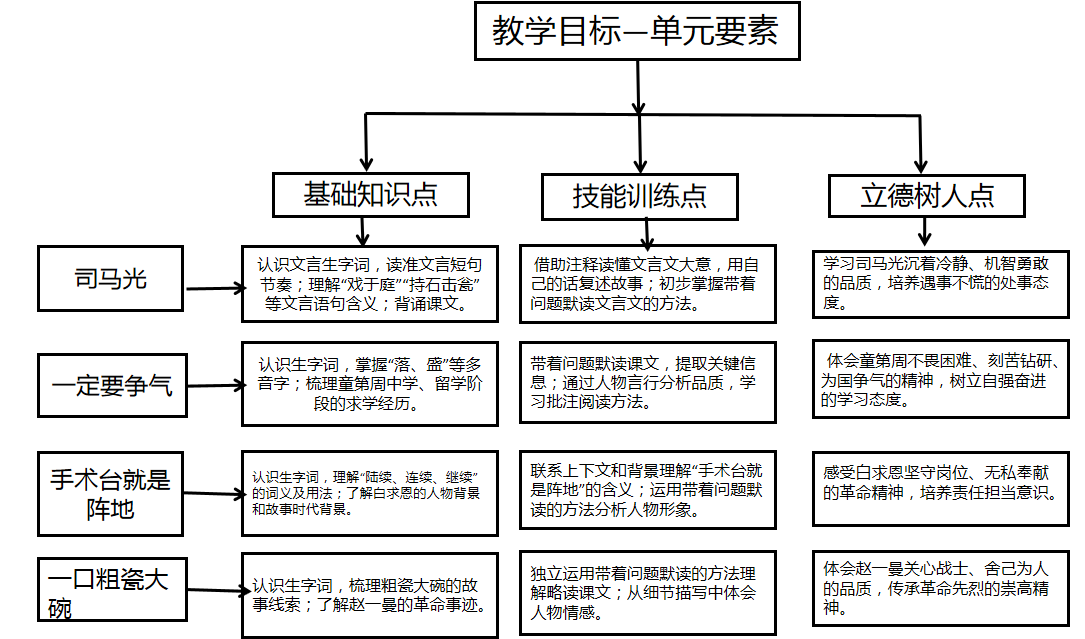 教学目标—单元要素
基础知识点
技能训练点
立德树人点
司马光
认识文言生字词，读准文言短句
节奏；理解“戏于庭”“持石击瓮”
等文言语句含义；背诵课文。
借助注释读懂文言文大意，用自
己的话复述故事；初步掌握带着
问题默读文言文的方法。
学习司马光沉着冷静、机智勇敢
的品质，培养遇事不慌的处事态
度。
一定要争气
认识生字词，掌握“落、盛”等多
音字；梳理童第周中学、留学阶
段的求学经历。
带着问题默读课文，提取关键信
息；通过人物言行分析品质，学
习批注阅读方法。
体会童第周不畏困难、刻苦钻研、
为国争气的精神，树立自强奋进
的学习态度。
手术台就是
阵地
认识生字词，理解“陆续、连续、继续”
的词义及用法；了解白求恩的人物背景
和故事时代背景。
联系上下文和背景理解“手术台就
是阵地”的含义；运用带着问题默
读的方法分析人物形象。
感受白求恩坚守岗位、无私奉献
的革命精神，培养责任担当意识。
一口粗瓷大
碗
认识生字词，梳理粗瓷大碗的故
事线索；了解赵一曼的革命事迹。
独立运用带着问题默读的方法理
解略读课文；从细节描写中体会
人物情感。
体会赵一曼关心战士、舍己为人
的品质，传承革命先烈的崇高精
神。